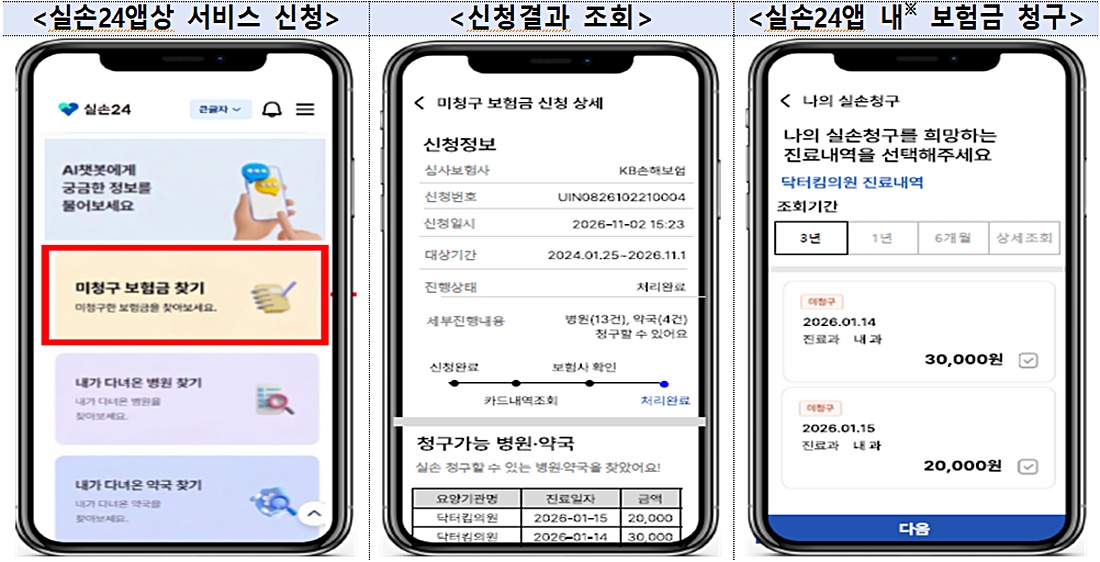 <실손24앱상 서비스 신청>
<신청결과 조회>
<실손24앱 내※ 보험금 청구>
실손24
큰글자
AI챗봇에게
궁금한 정보를
물어보세요
미청구 보험금 찾기
미청구한 보험금을 찾아보세요.
내가 다녀온 병원 찾기
내가 다녀온 병원을
찾아보세요.
내가 다녀온 약국 찾기
내가 다녀온 약국을
찾아보세요.
미청구 보험금 신청 상세
신청정보
심사보험사 KB손해보험
신청번호 UIN0826102210004
신청일시 2026-11-02 15:23
대상기간 2024.01.25~2026.11.1
진행상태 처리완료
세부진행내용 병원(13건), 약국(4건)
청구할 수 있어요
신청완료 보험사 확인
카드내역조회 처리완료
청구가능 병원·약국
실손 청구할 수 있는 병원약국을 찾았어요!
요양기관명 진료일자 금액
닥터킴의원 2026-01-15 20,000
닥터킴의원 2026-01-14 30,000
나의 실손청구
나의 실손청구를 희망하는
진료내역을 선택해주세요
닥터킴의원 진료내역
조회기간
3년 1년 6개월 상세조회
미청구
2026.01.14
진료과 내과
30,000원
미청구
2026.01.15
진료과 내과
20,000원
다음